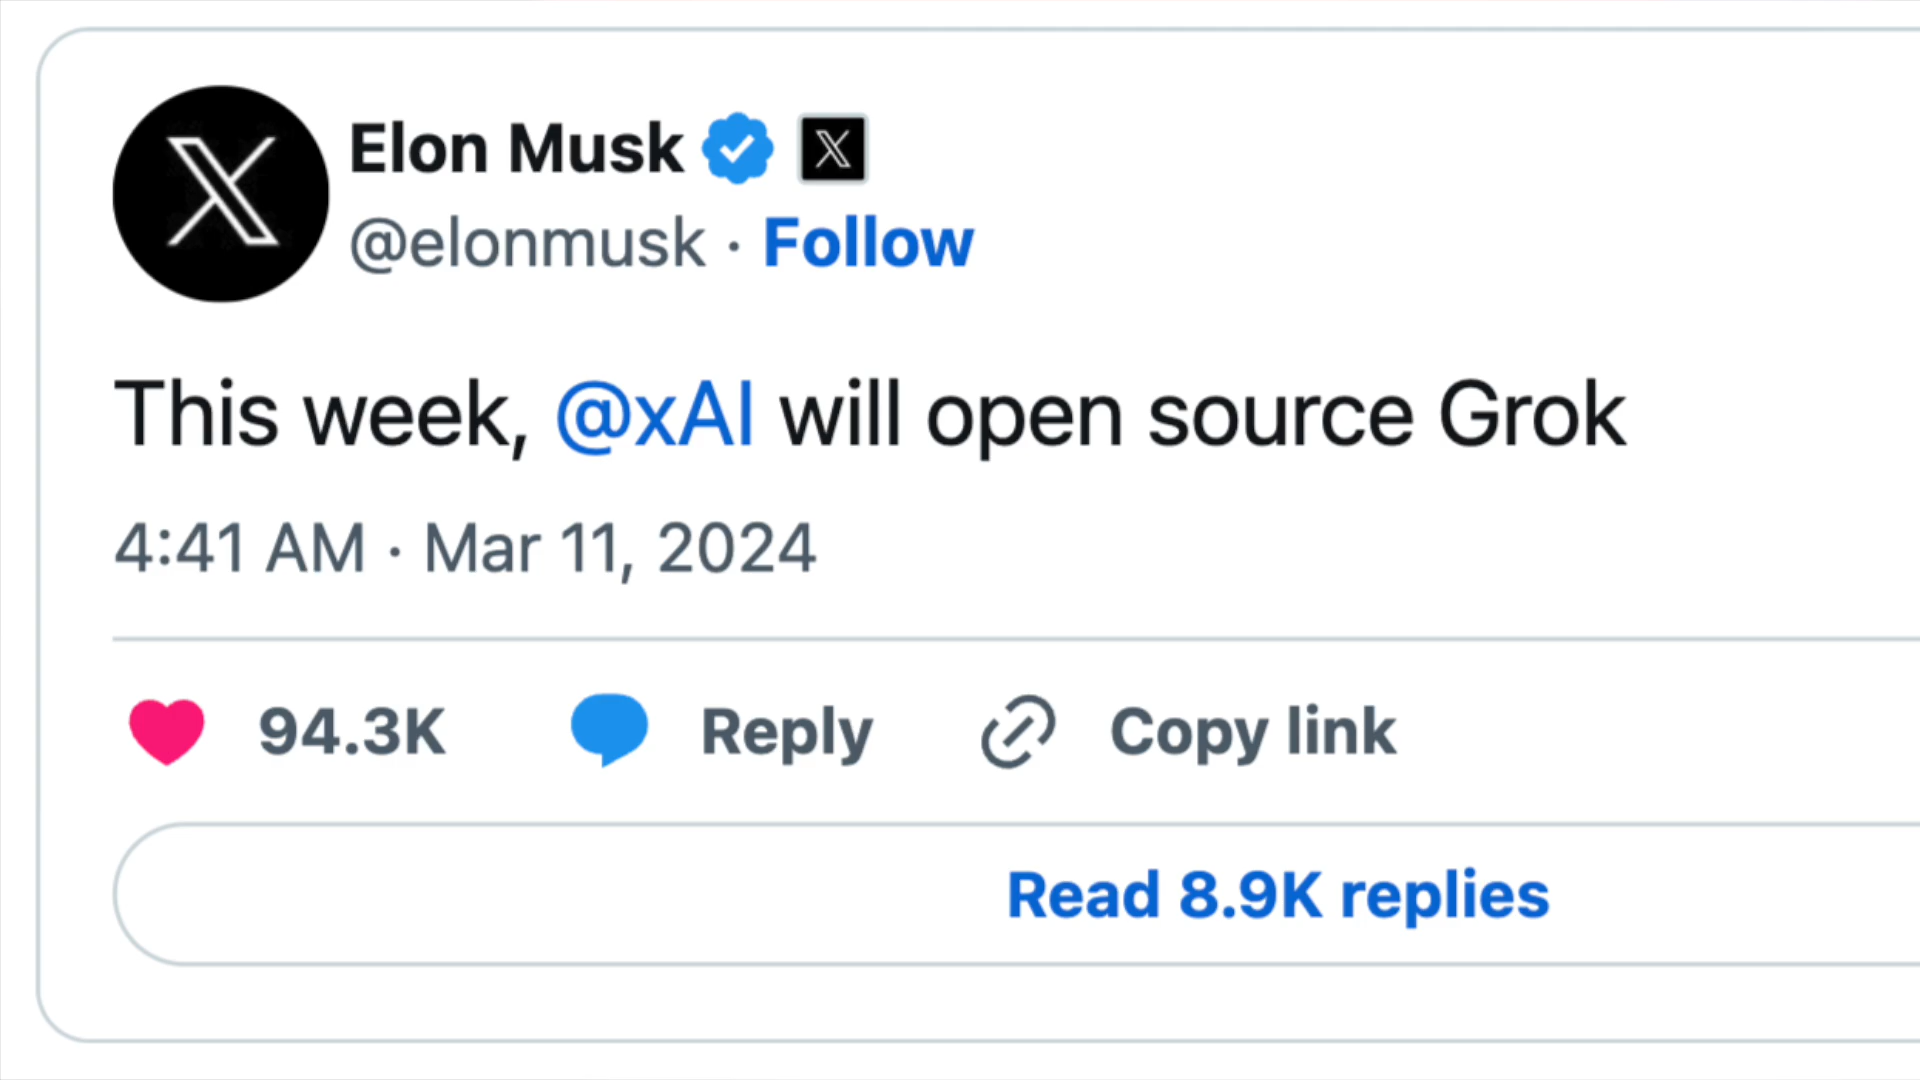 Elon Musk
@elonmusk · Follow
This week, @xAI will open source Grok
4:41 AM · Mar 11, 2024
94.3K Reply Copy link
Read 8.9K replies